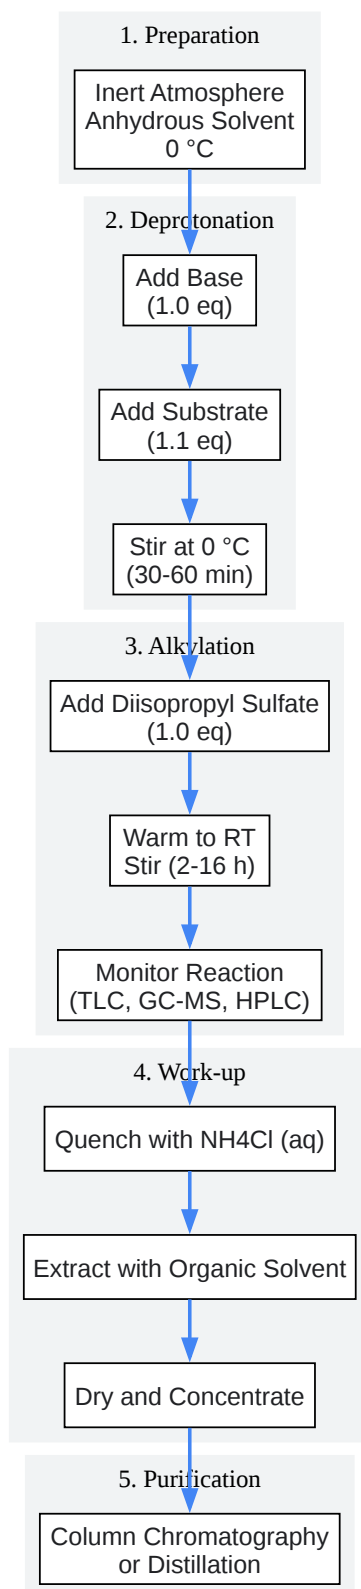 1. Preparation
Inert Atmosphere
Anhydrous Solvent
0 °C
2. Deprotonation
Add Base
(1.0 eq)
Add Substrate
(1.1 eq)
Stir at 0 °C
(30-60 min)
3. Alkylation
Add Diisopropyl Sulfate
(1.0 eq)
Warm to RT
Stir (2-16 h)
Monitor Reaction
(TLC, GC-MS, HPLC)
4. Work-up
Quench with NH4Cl (aq)
Extract with Organic Solvent
Dry and Concentrate
5. Purification
Column Chromatography
or Distillation